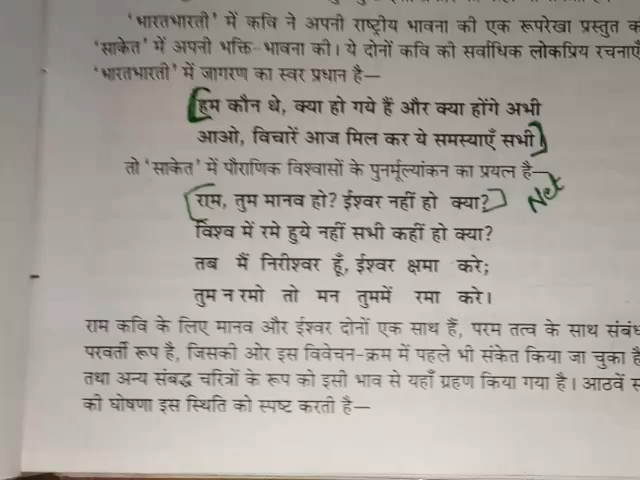 'भारतभारती' में कवि ने अपनी राष्ट्रीय भावना की एक रूपरेखा प्रस्तुत
'साकेत' में अपनी भक्ति-भावना की। ये दोनों कवि की सर्वाधिक लोकप्रिय रचनाएँ
'भारतभारती' में जागरण का स्वर प्रधान है—
हम कौन थे, क्या हो गये हैं और क्या होंगे अभी
आओ, विचारें आज मिल कर ये समस्याएँ सभी
तो 'साकेत' में पौराणिक विश्वासों के पुनर्मूल्यांकन का प्रयत्न है—
राम, तुम मानव हो? ईश्वर नहीं हो क्या? Net
विश्व में रमे हुये नहीं सभी कहीं हो क्या?
तब मैं निरीश्वर हूँ, ईश्वर क्षमा करे;
तुम न रमो तो मन तुममें रमा करे।
राम कवि के लिए मानव और ईश्वर दोनों एक साथ हैं, परम तत्व के साथ संबंध
परवर्ती रूप है, जिसकी ओर इस विवेचन-क्रम में पहले भी संकेत किया जा चुका है
तथा अन्य संबद्ध चरित्रों के रूप को इसी भाव से यहाँ ग्रहण किया गया है। आठवें
की घोषणा इस स्थिति को स्पष्ट करती है—